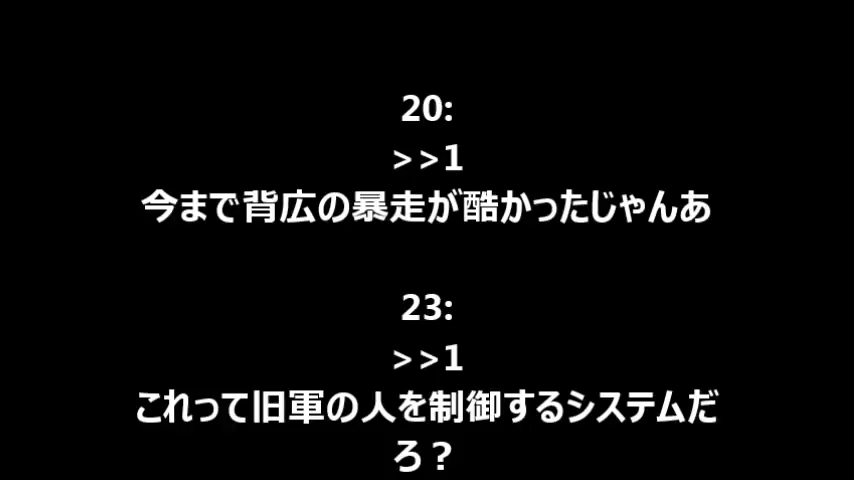 20:
>>1
今まで背広の暴走が酷かったじゃんあ
23:
>>1
これって旧軍の人を制御するシステムだ
ろ？